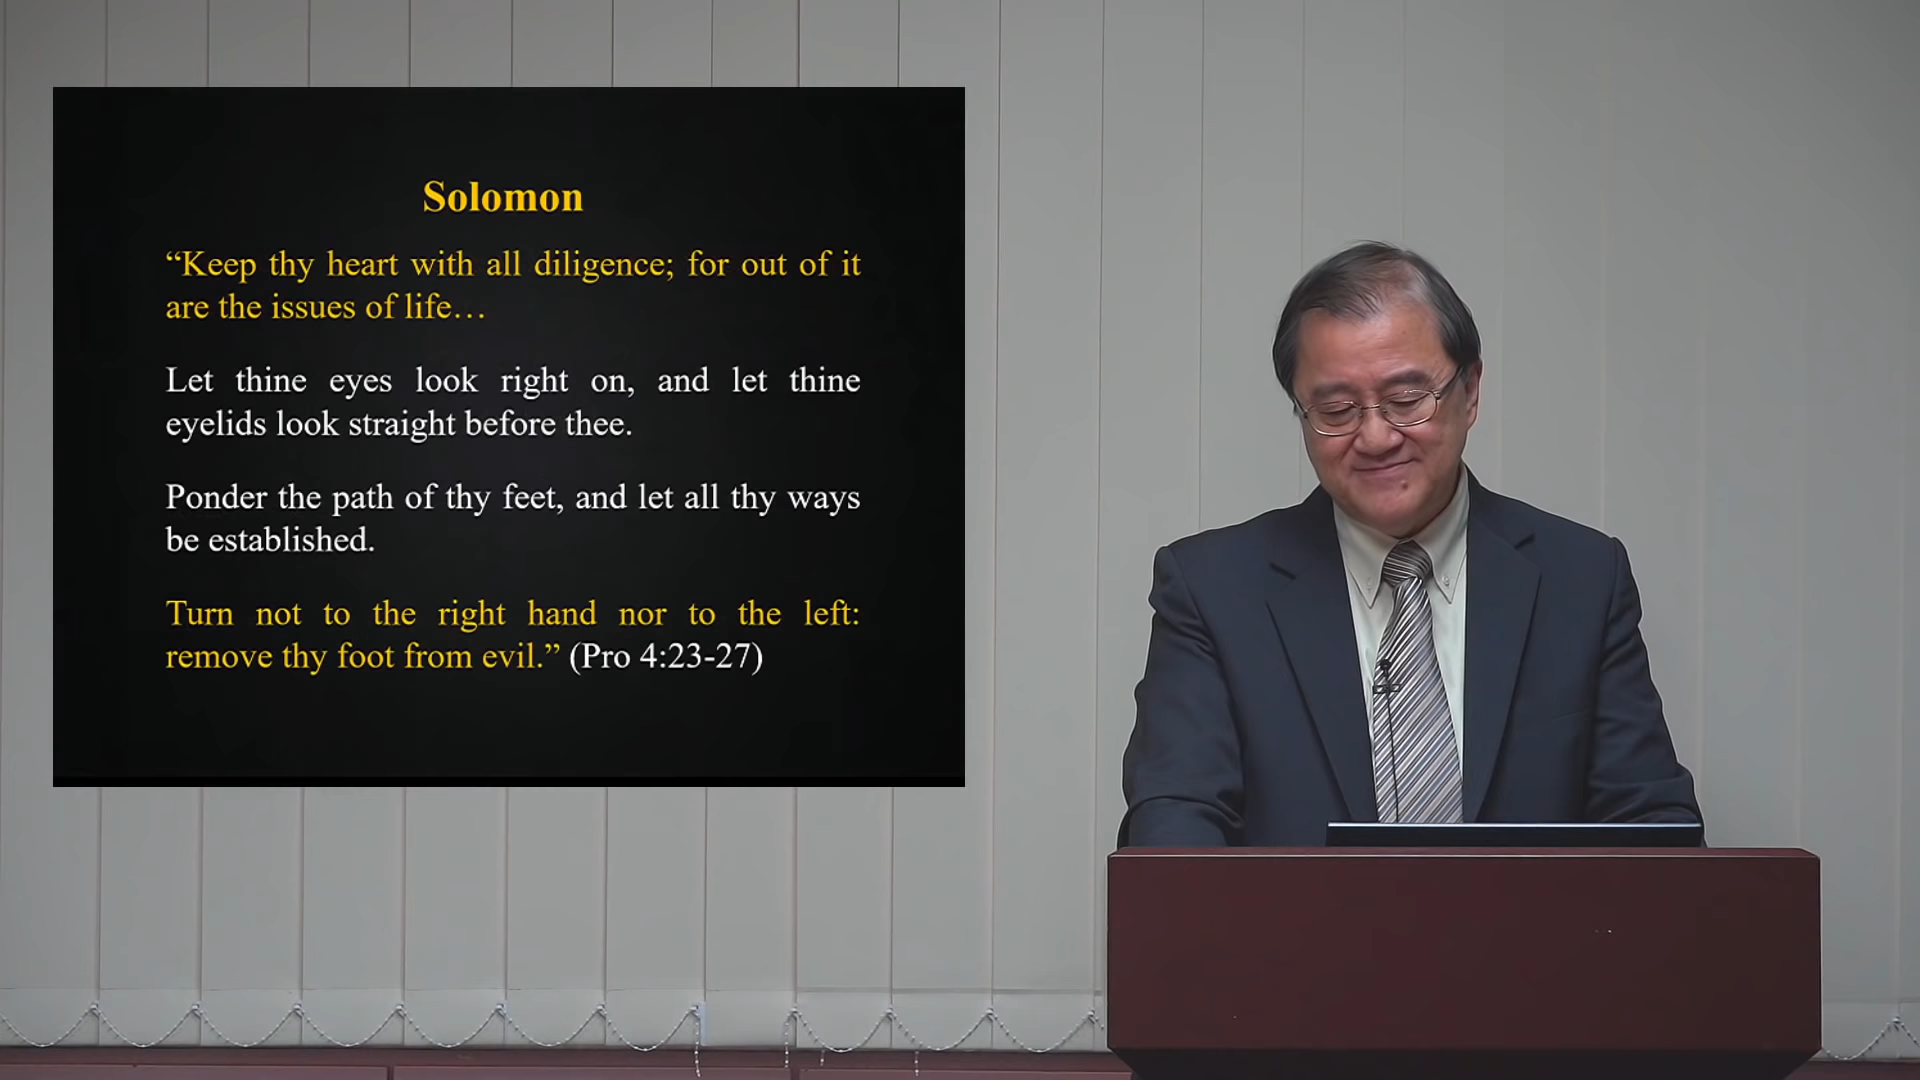 Solomon
“Keep thy heart with all diligence; for out of it
are the issues of life…
Let thine eyes look right on, and let thine
eyelids look straight before thee.
Ponder the path of thy feet, and let all thy ways
be established.
Turn not to the right hand nor to the left:
remove thy foot from evil.” (Pro 4:23-27)